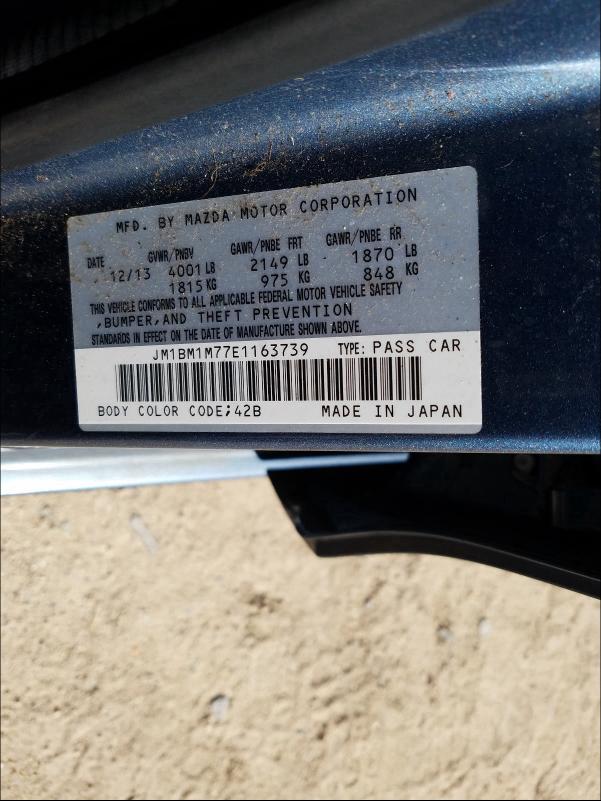 MFD. BY MAZDA MOTOR CORPORATION
DATE GVWR/PNBV GAWR/PNBE FRT GAWR/PNBE RR
12/13 4001 LB 2149 LB 1870 LB
1815 KG 975 KG 848 KG
THIS VEHICLE CONFORMS TO ALL APPLICABLE FEDERAL MOTOR VEHICLE SAFETY
,BUMPER,AND THEFT PREVENTION
STANDARDS IN EFFECT ON THE DATE OF MANUFACTURE SHOWN ABOVE.
JM1BM1M77E1163739 TYPE: PASS CAR
BODY COLOR CODE;42B MADE IN JAPAN